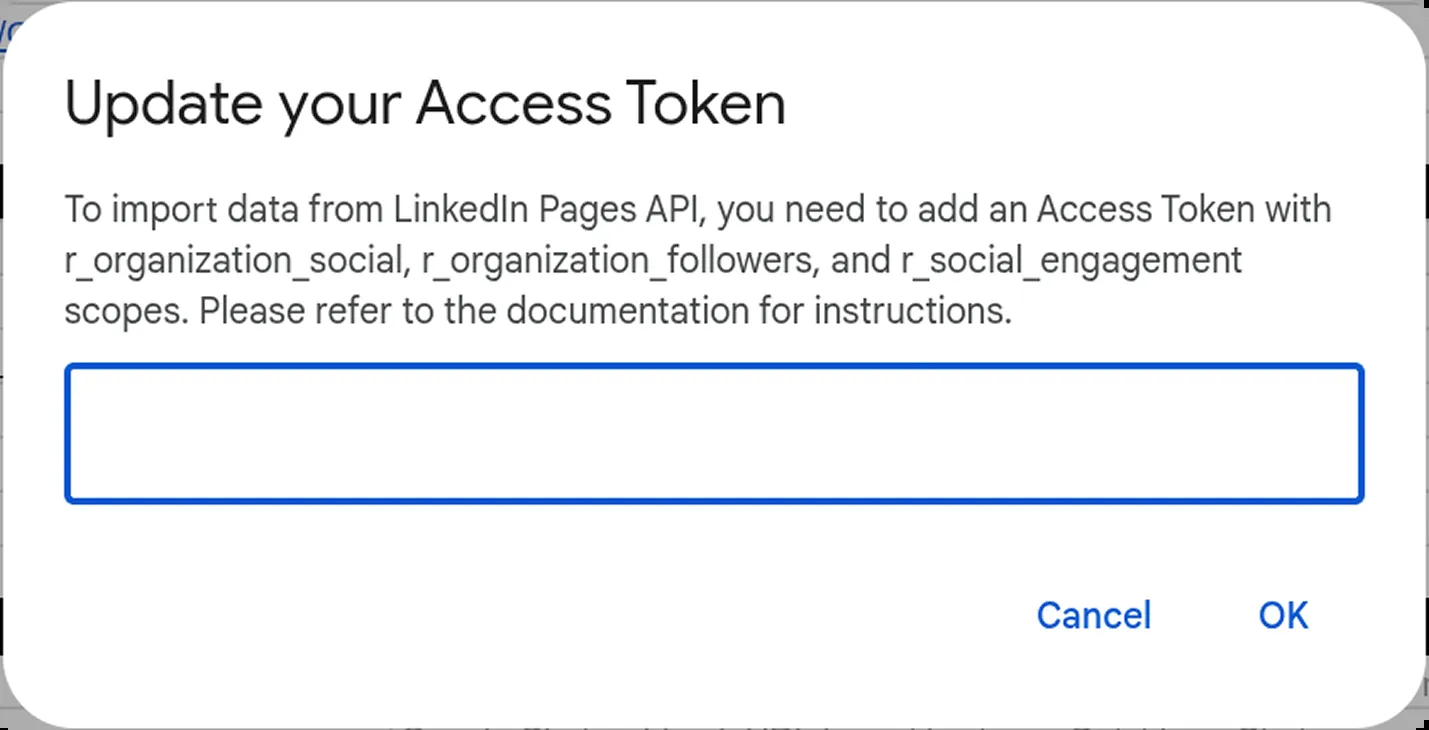 Update your Access Token
To import data from LinkedIn Pages API, you need to add an Access Token with
r_organization_social, r_organization_followers, and r_social_engagement
scopes. Please refer to the documentation for instructions.
Cancel OK